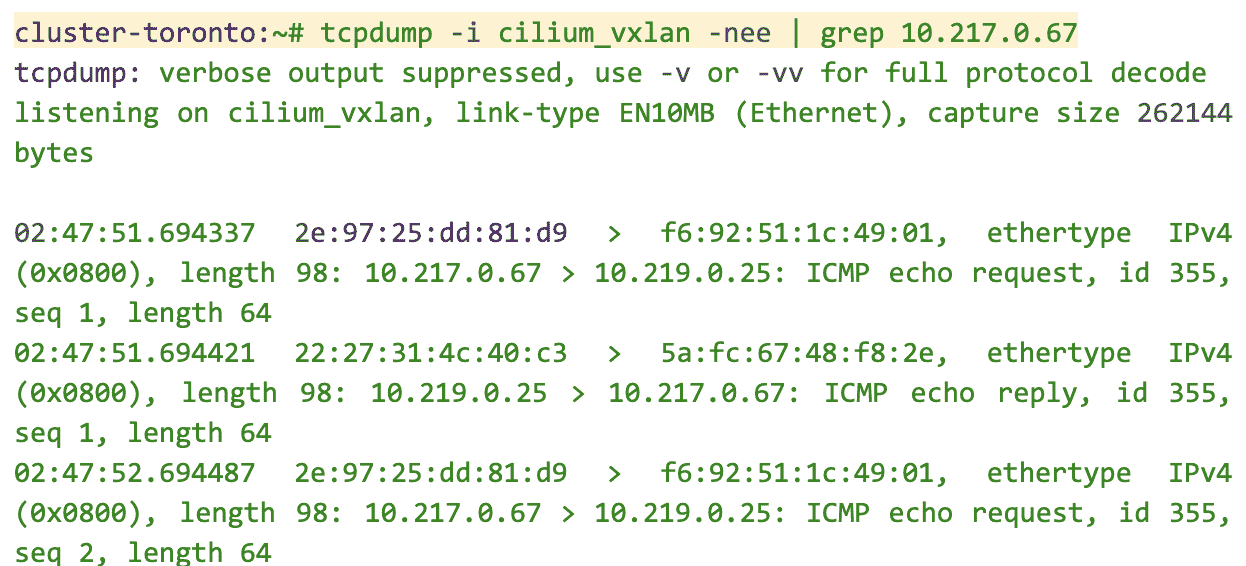 cluster-toronto:~# tcpdump -i cilium_vxlan -nee | grep 10.217.0.67
tcpdump: verbose output suppressed, use -v or -vv for full protocol decode
listening on cilium_vxlan, link-type EN10MB (Ethernet), capture size 262144
bytes
02:47:51.694337 2e:97:25:dd:81:d9 > f6:92:51:1c:49:01, ethertype IPv4
(0x0800), length 98: 10.217.0.67 > 10.219.0.25: ICMP echo request, id 355,
seq 1, length 64
02:47:51.694421 22:27:31:4c:40:c3 > 5a:fc:67:48:f8:2e, ethertype IPv4
(0x0800), length 98: 10.219.0.25 > 10.217.0.67: ICMP echo reply, id 355,
seq 1, length 64
02:47:52.694487 2e:97:25:dd:81:d9 > f6:92:51:1c:49:01, ethertype IPv4
(0x0800), length 98: 10.217.0.67 > 10.219.0.25: ICMP echo request, id 355,
seq 2, length 64